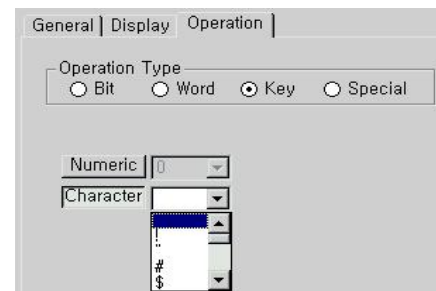 General Display Operation
Operation Type
Bit Word Key Special
Numeric 0
Character
!
#
$